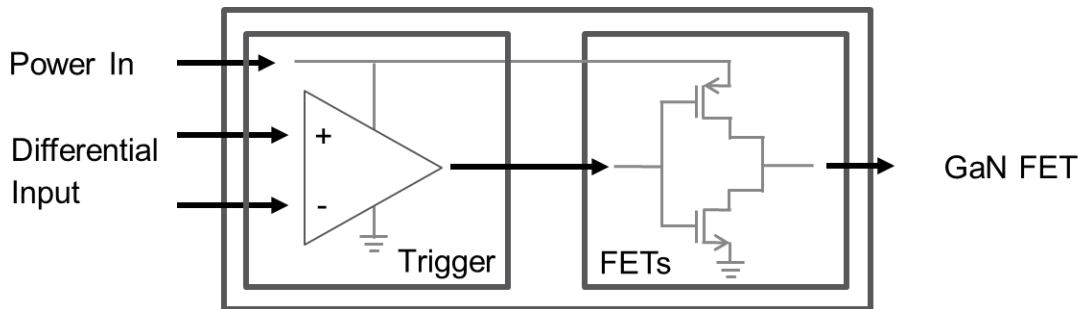 Power In
Differential
Input
+
-
Trigger
FETs
GaN FET